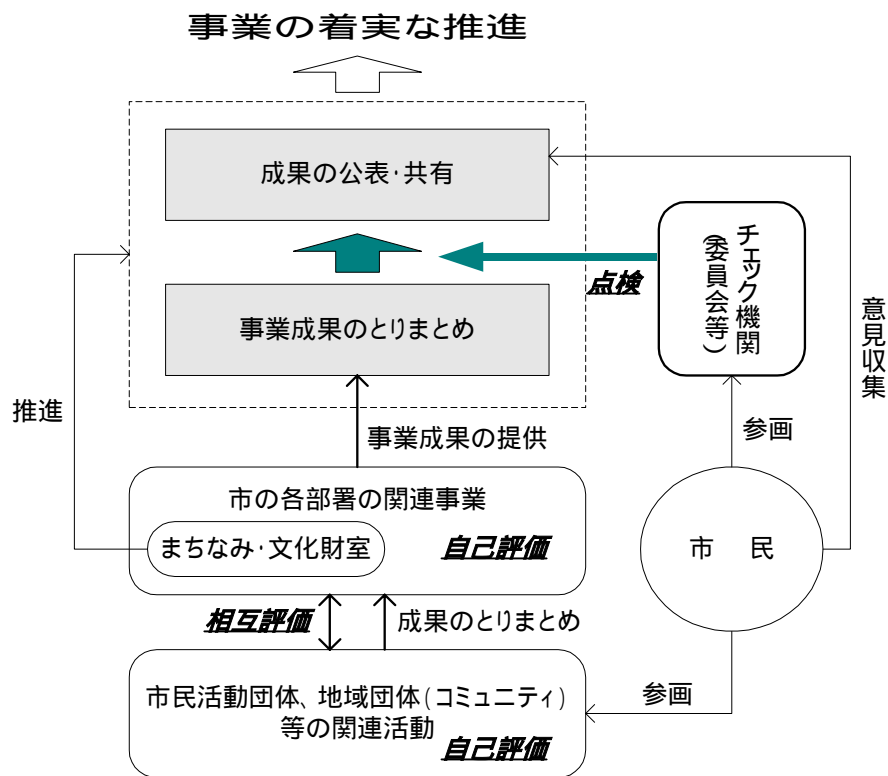 事業の着実な推進
成果の公表・共有
点検
チェック機関
(委員会等)
事業成果のとりまとめ
意見収集
推進
事業成果の提供
参画
市の各部署の関連事業
まちなみ・文化財室
自己評価
市　民
相互評価
成果のとりまとめ
市民活動団体、地域団体(コミュニティ)
等の関連活動
自己評価
参画